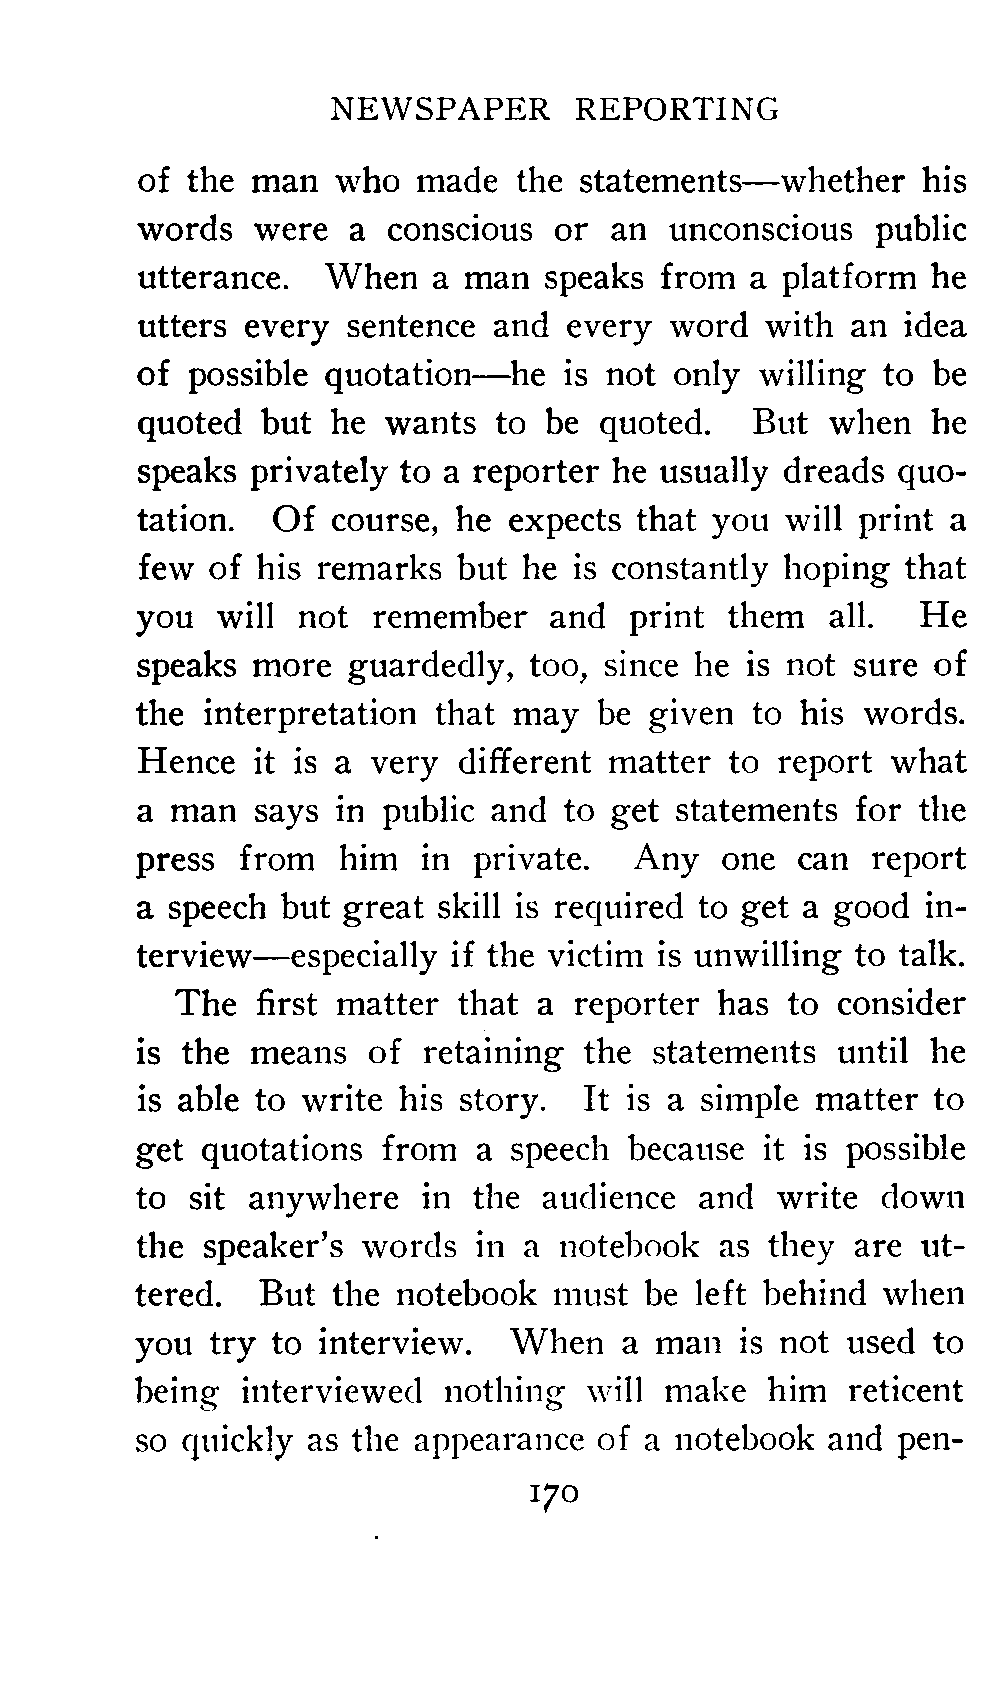 NEWSPAPER REPORTING
of the man who made the statements—whether his
words were a conscious or an unconscious public
utterance. When a man speaks from a platform he
utters every sentence and every word with an idea
of possible quotation—he is not only willing to be
quoted but he wants to be quoted. But when he
speaks privately to a reporter he usually dreads quo-
tation. Of course, he expects that you will print a
few of his remarks but he is constantly hoping that
you will not remember and print them all. He
speaks more guardedly, too, since he is not sure of
the interpretation that may be given to his words.
Hence it is a very different matter to report what
a man says in public and to get statements for the
press from him in private. Any one can report
a speech but great skill is required to get a good in-
terview—especially if the victim is unwilling to talk.
The first matter that a reporter has to consider
is the means of retaining the statements until he
is able to write his story. It is a simple matter to
get quotations from a speech because it is possible
to sit anywhere in the audience and write down
the speaker's words in a notebook as they are ut-
tered. But the notebook must be left behind when
you try to interview. When a man is not used to
being interviewed nothing will make him reticent
so quickly as the appearance of a notebook and pen-
170